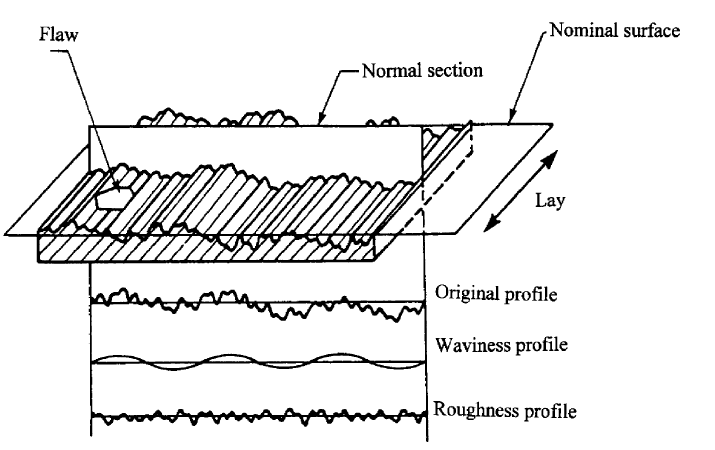 Flaw
Nominal surface
Normal section
Lay
Original profile
Waviness profile
Roughness profile